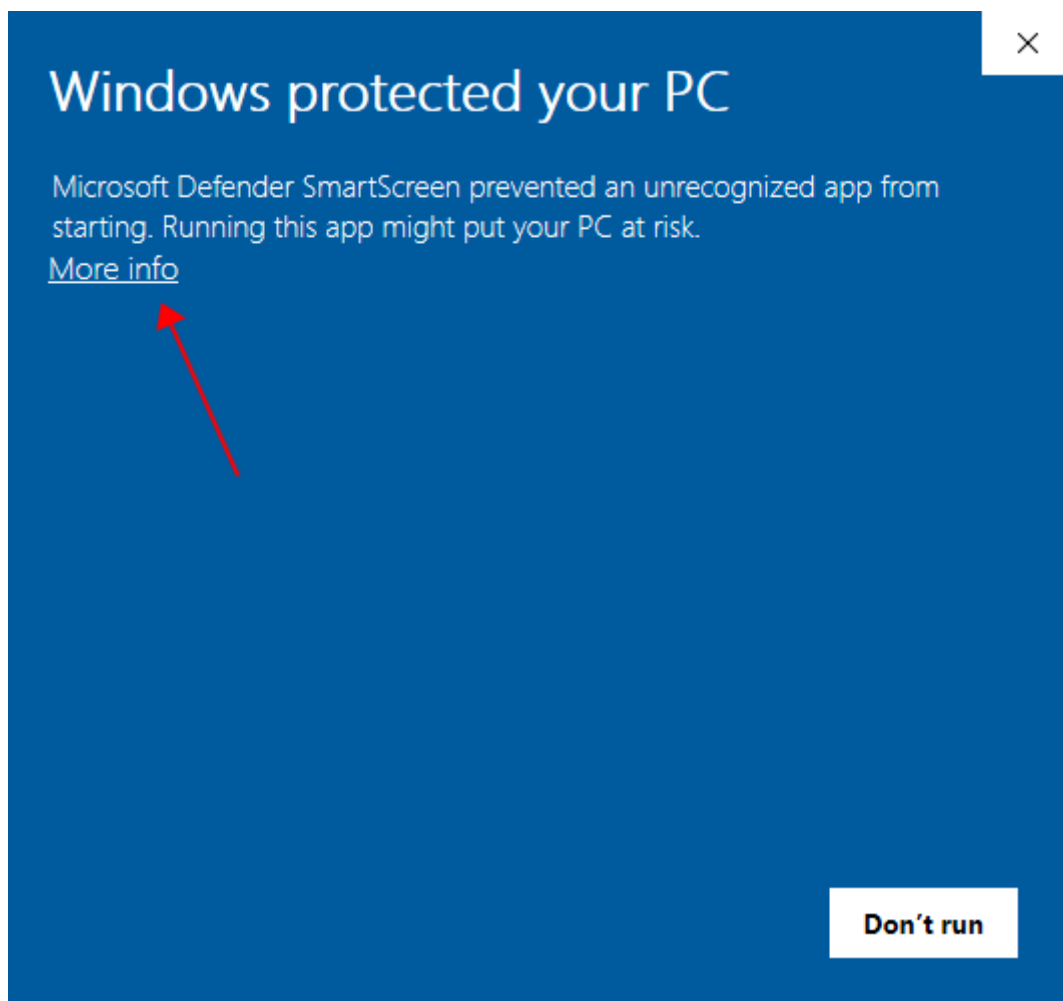 Windows protected your PC
Microsoft Defender SmartScreen prevented an unrecognized app from
starting. Running this app might put your PC at risk.
More info
Don’t run